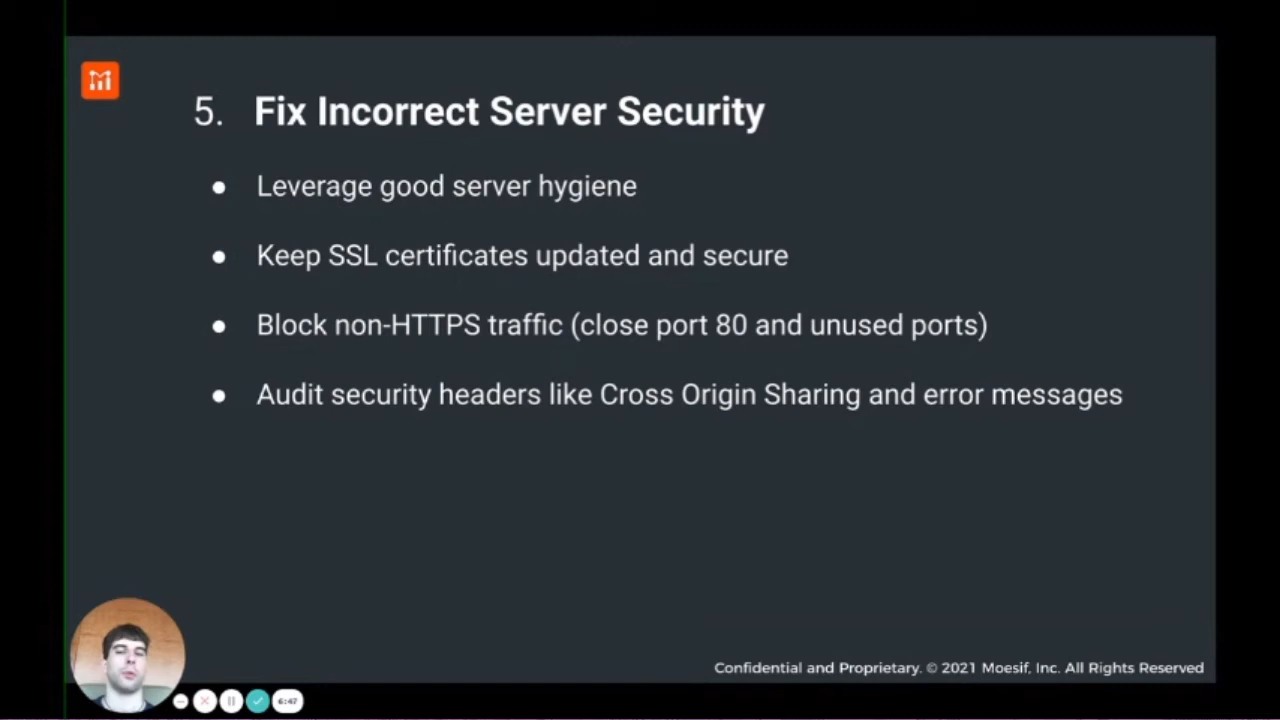 5. Fix Incorrect Server Security
● Leverage good server hygiene
● Keep SSL certificates updated and secure
● Block non-HTTPS traffic (close port 80 and unused ports)
● Audit security headers like Cross Origin Sharing and error messages
Confidential and Proprietary. © 2021 Moesif, Inc. All Rights Reserved
6:47